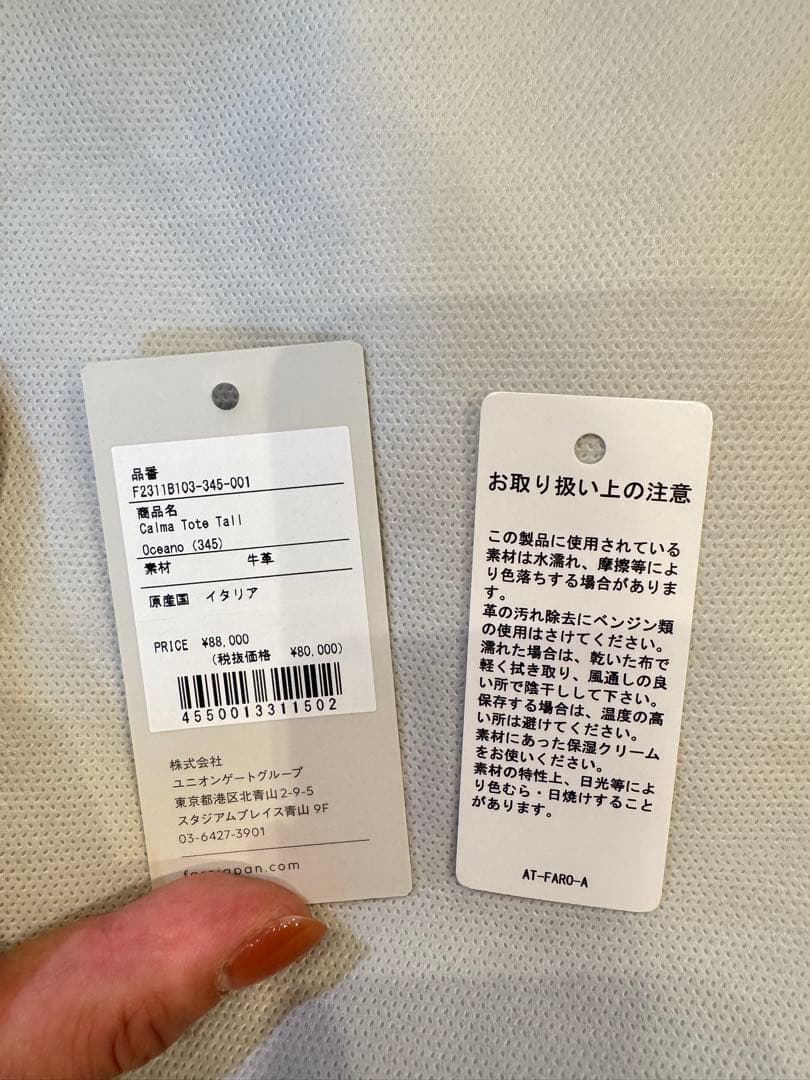 品番
F2311B103-345-001
商品名
Calma Tote Tall
Oceano (345)
素材 牛革
原産国 イタリア
PRICE ¥88,000
(税抜価格 ¥80,000)
4550013311502
株式会社
ユニオンゲートグループ
東京都港区北青山2-9-5
スタジアムプレイス青山 9F
03-6427-3901
お取り扱い上の注意
この製品に使用されている
素材は水濡れ、摩擦等によ
り色落ちする場合がありま
す。
革の汚れ除去にベンジン類
の使用はさけてください。
濡れた場合は、乾いた布で
軽く拭き取り、風通しの良
い所で陰干しして下さい。
保存する場合は、温度の高
い所は避けてください。
素材にあった保湿クリーム
をお使いください。
素材の特性上、日光等によ
り色むら・日焼けすること
があります。
AT-FARO-A